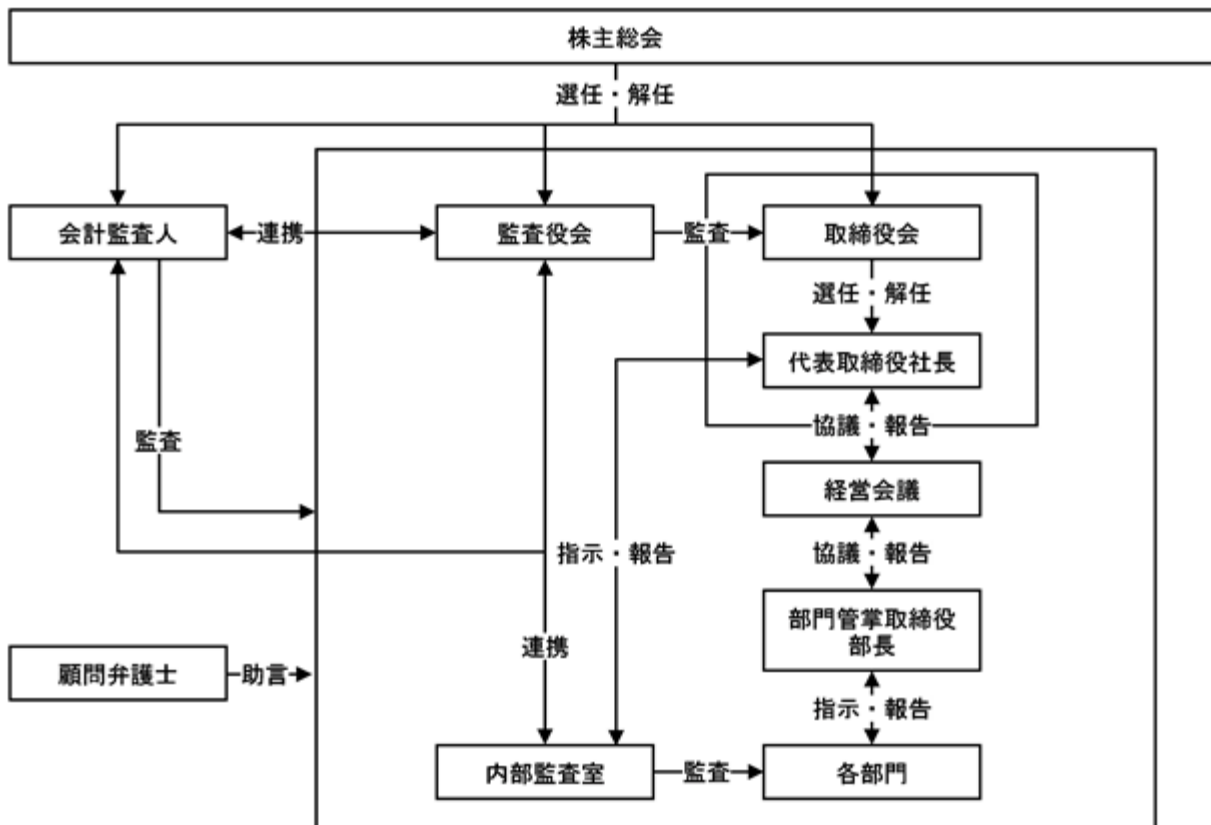 株主総会
選任・解任
会計監査人
連携
監査役会
監査
取締役会
選任・解任
代表取締役社長
協議・報告
監査
経営会議
指示・報告
協議・報告
部門管掌取締役
部長
連携
顧問弁護士
助言
指示・報告
内部監査室
監査
各部門